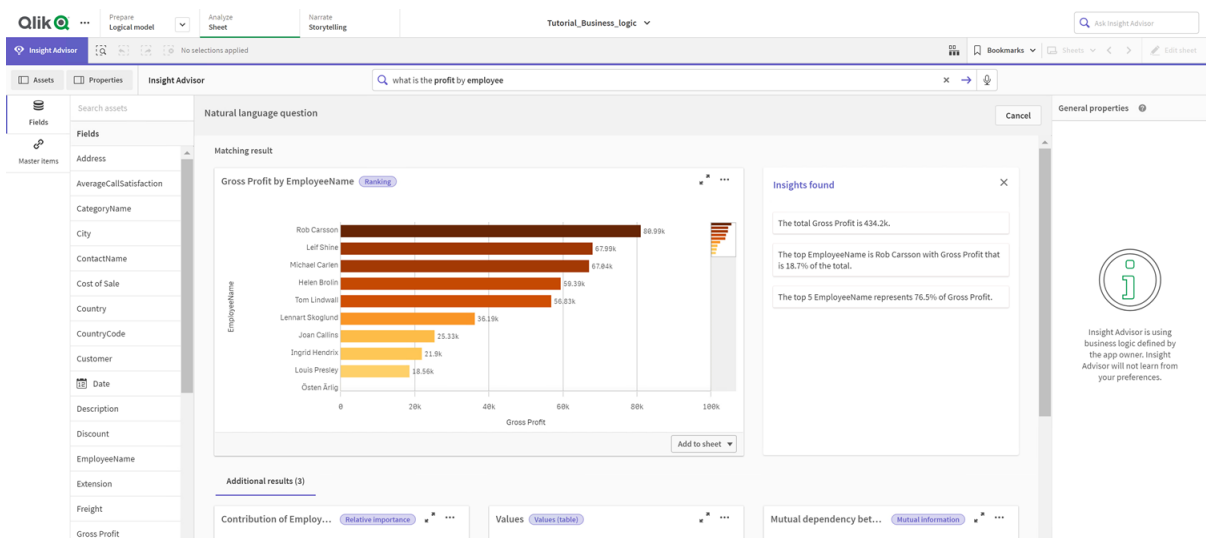 Qlik
Prepare
Logical model
Analyze
Sheet
Narrate
Storytelling
Tutorial_Business_logic
Ask Insight Advisor
Insight Advisor
No selections applied
Bookmarks
Sheets
Edit sheet
Assets
Properties
Insight Advisor
what is the profit by employee
Fields
Master items
Search assets
Fields
Address
AverageCallSatisfaction
CategoryName
City
ContactName
Cost of Sale
Country
CountryCode
Customer
Date
Description
Discount
EmployeeName
Extension
Freight
Gross Profit
Natural language question
Cancel
Matching result
Gross Profit by EmployeeName Ranking
EmployeeName
Rob Carsson 80.99k
Leif Shine 67.99k
Michael Carlen 67.04k
Helen Brolin 59.39k
Tom Lindwall 56.83k
Lennart Skoglund 36.19k
Joan Callins 25.33k
Ingrid Hendrix 21.9k
Louis Presley 18.56k
Östen Ärlig
0 20k 40k 60k 80k 100k
Gross Profit
Add to sheet
Insights found
The total Gross Profit is 434.2k.
The top EmployeeName is Rob Carsson with Gross Profit that
is 18.7% of the total.
The top 5 EmployeeName represents 76.5% of Gross Profit.
Additional results (3)
Contribution of Employ... Relative importance
Values Values (table)
Mutual dependency bet... Mutual information
General properties
Insight Advisor is using
business logic defined by
the app owner. Insight
Advisor will not learn from
your preferences.